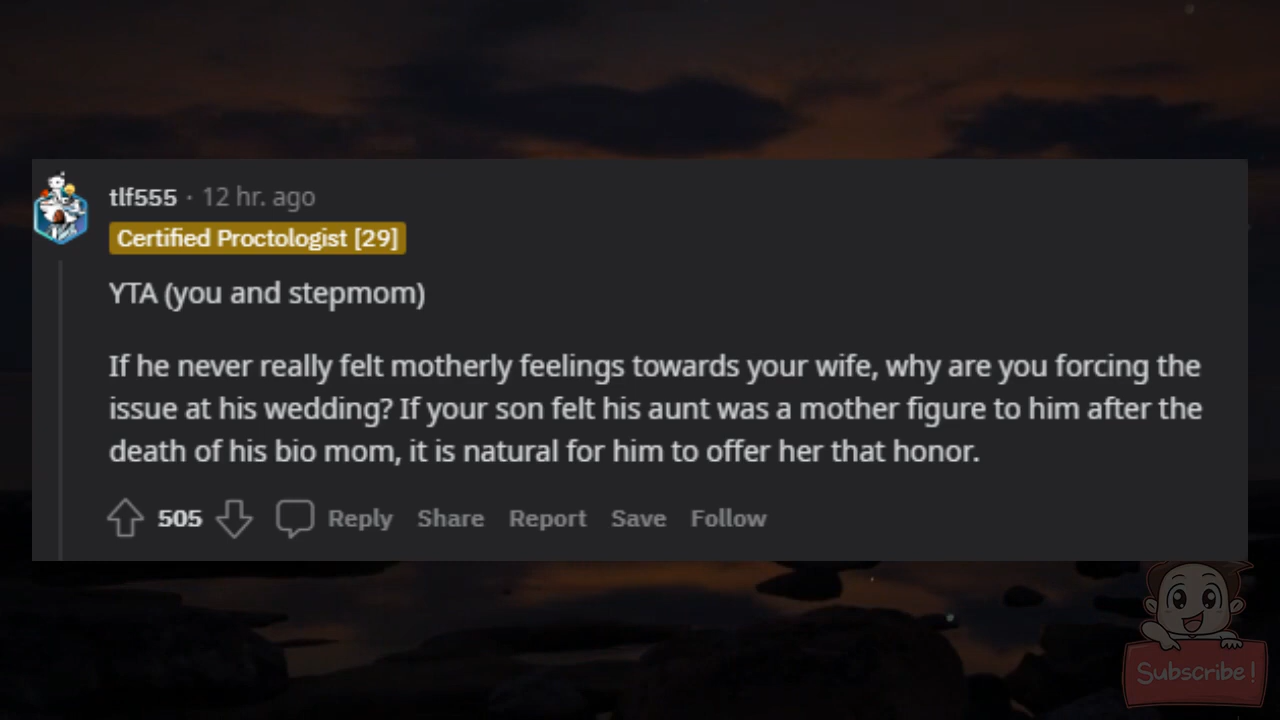 tlf555 · 12 hr. ago
Certified Proctologist [29]
YTA (you and stepmom)
If he never really felt motherly feelings towards your wife, why are you forcing the
issue at his wedding? If your son felt his aunt was a mother figure to him after the
death of his bio mom, it is natural for him to offer her that honor.
505 Reply Share Report Save Follow
Subscribe!